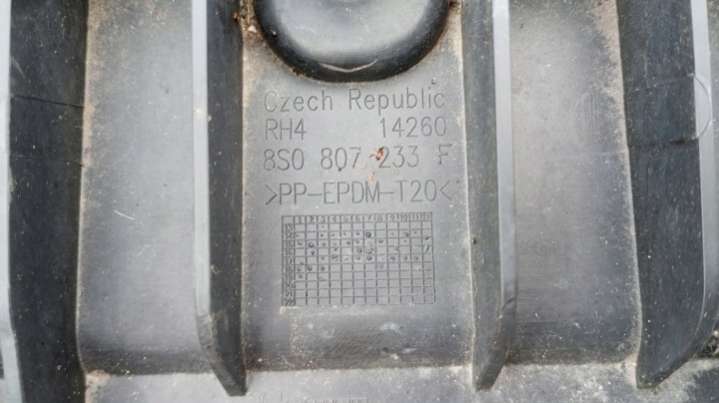 Czech Republic
RH4 14260
8S0 807 233 F
>PP-EPDM-T20<